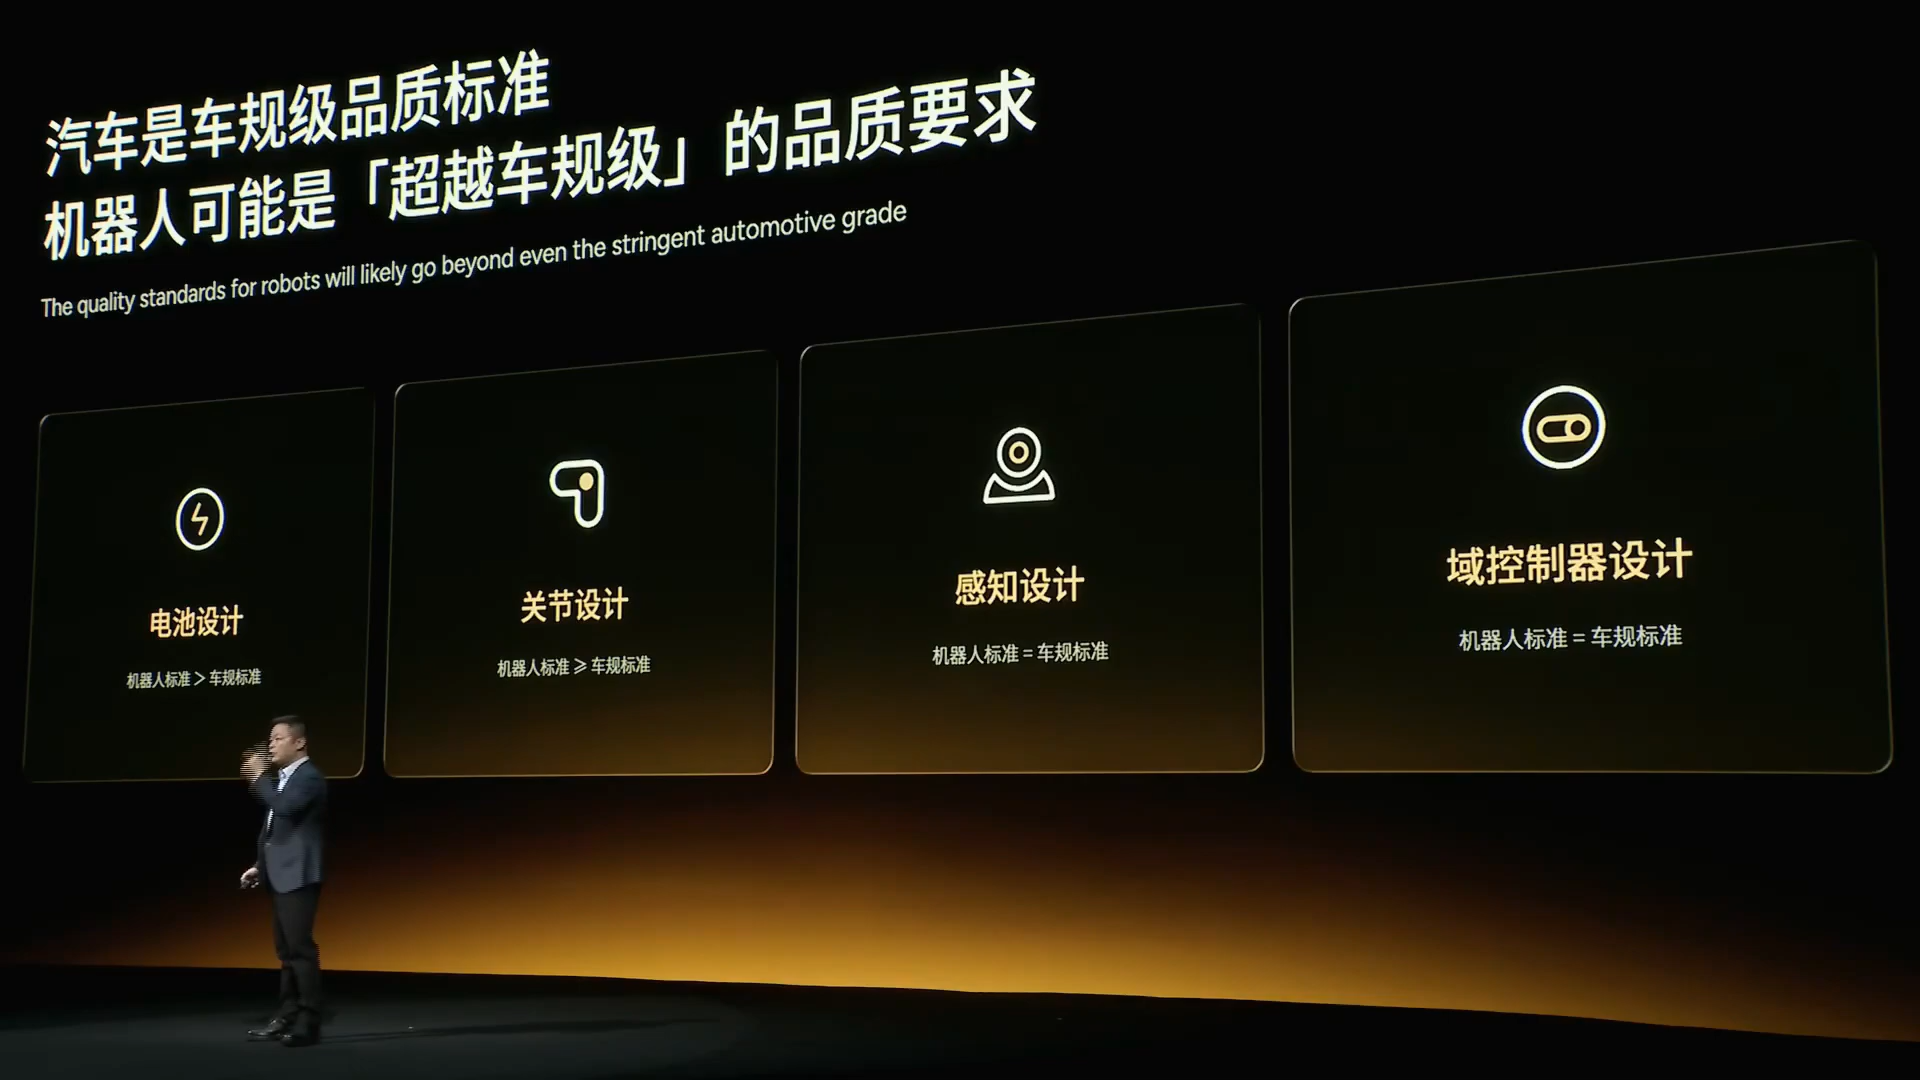 汽车是车规级品质标准
机器人可能是「超越车规级」的品质要求
The quality standards for robots will likely go beyond even the stringent automotive grade
电池设计
机器人标准 > 车规标准
关节设计
机器人标准 ⩾ 车规标准
感知设计
机器人标准 = 车规标准
域控制器设计
机器人标准 = 车规标准